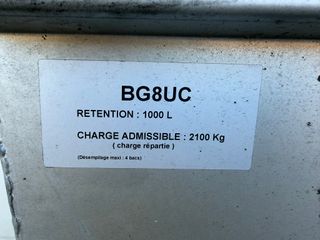 BG8UC
RETENTION : 1000 L
CHARGE ADMISSIBLE : 2100 Kg
( charge répartie )
(Désempilage maxi : 4 bacs)